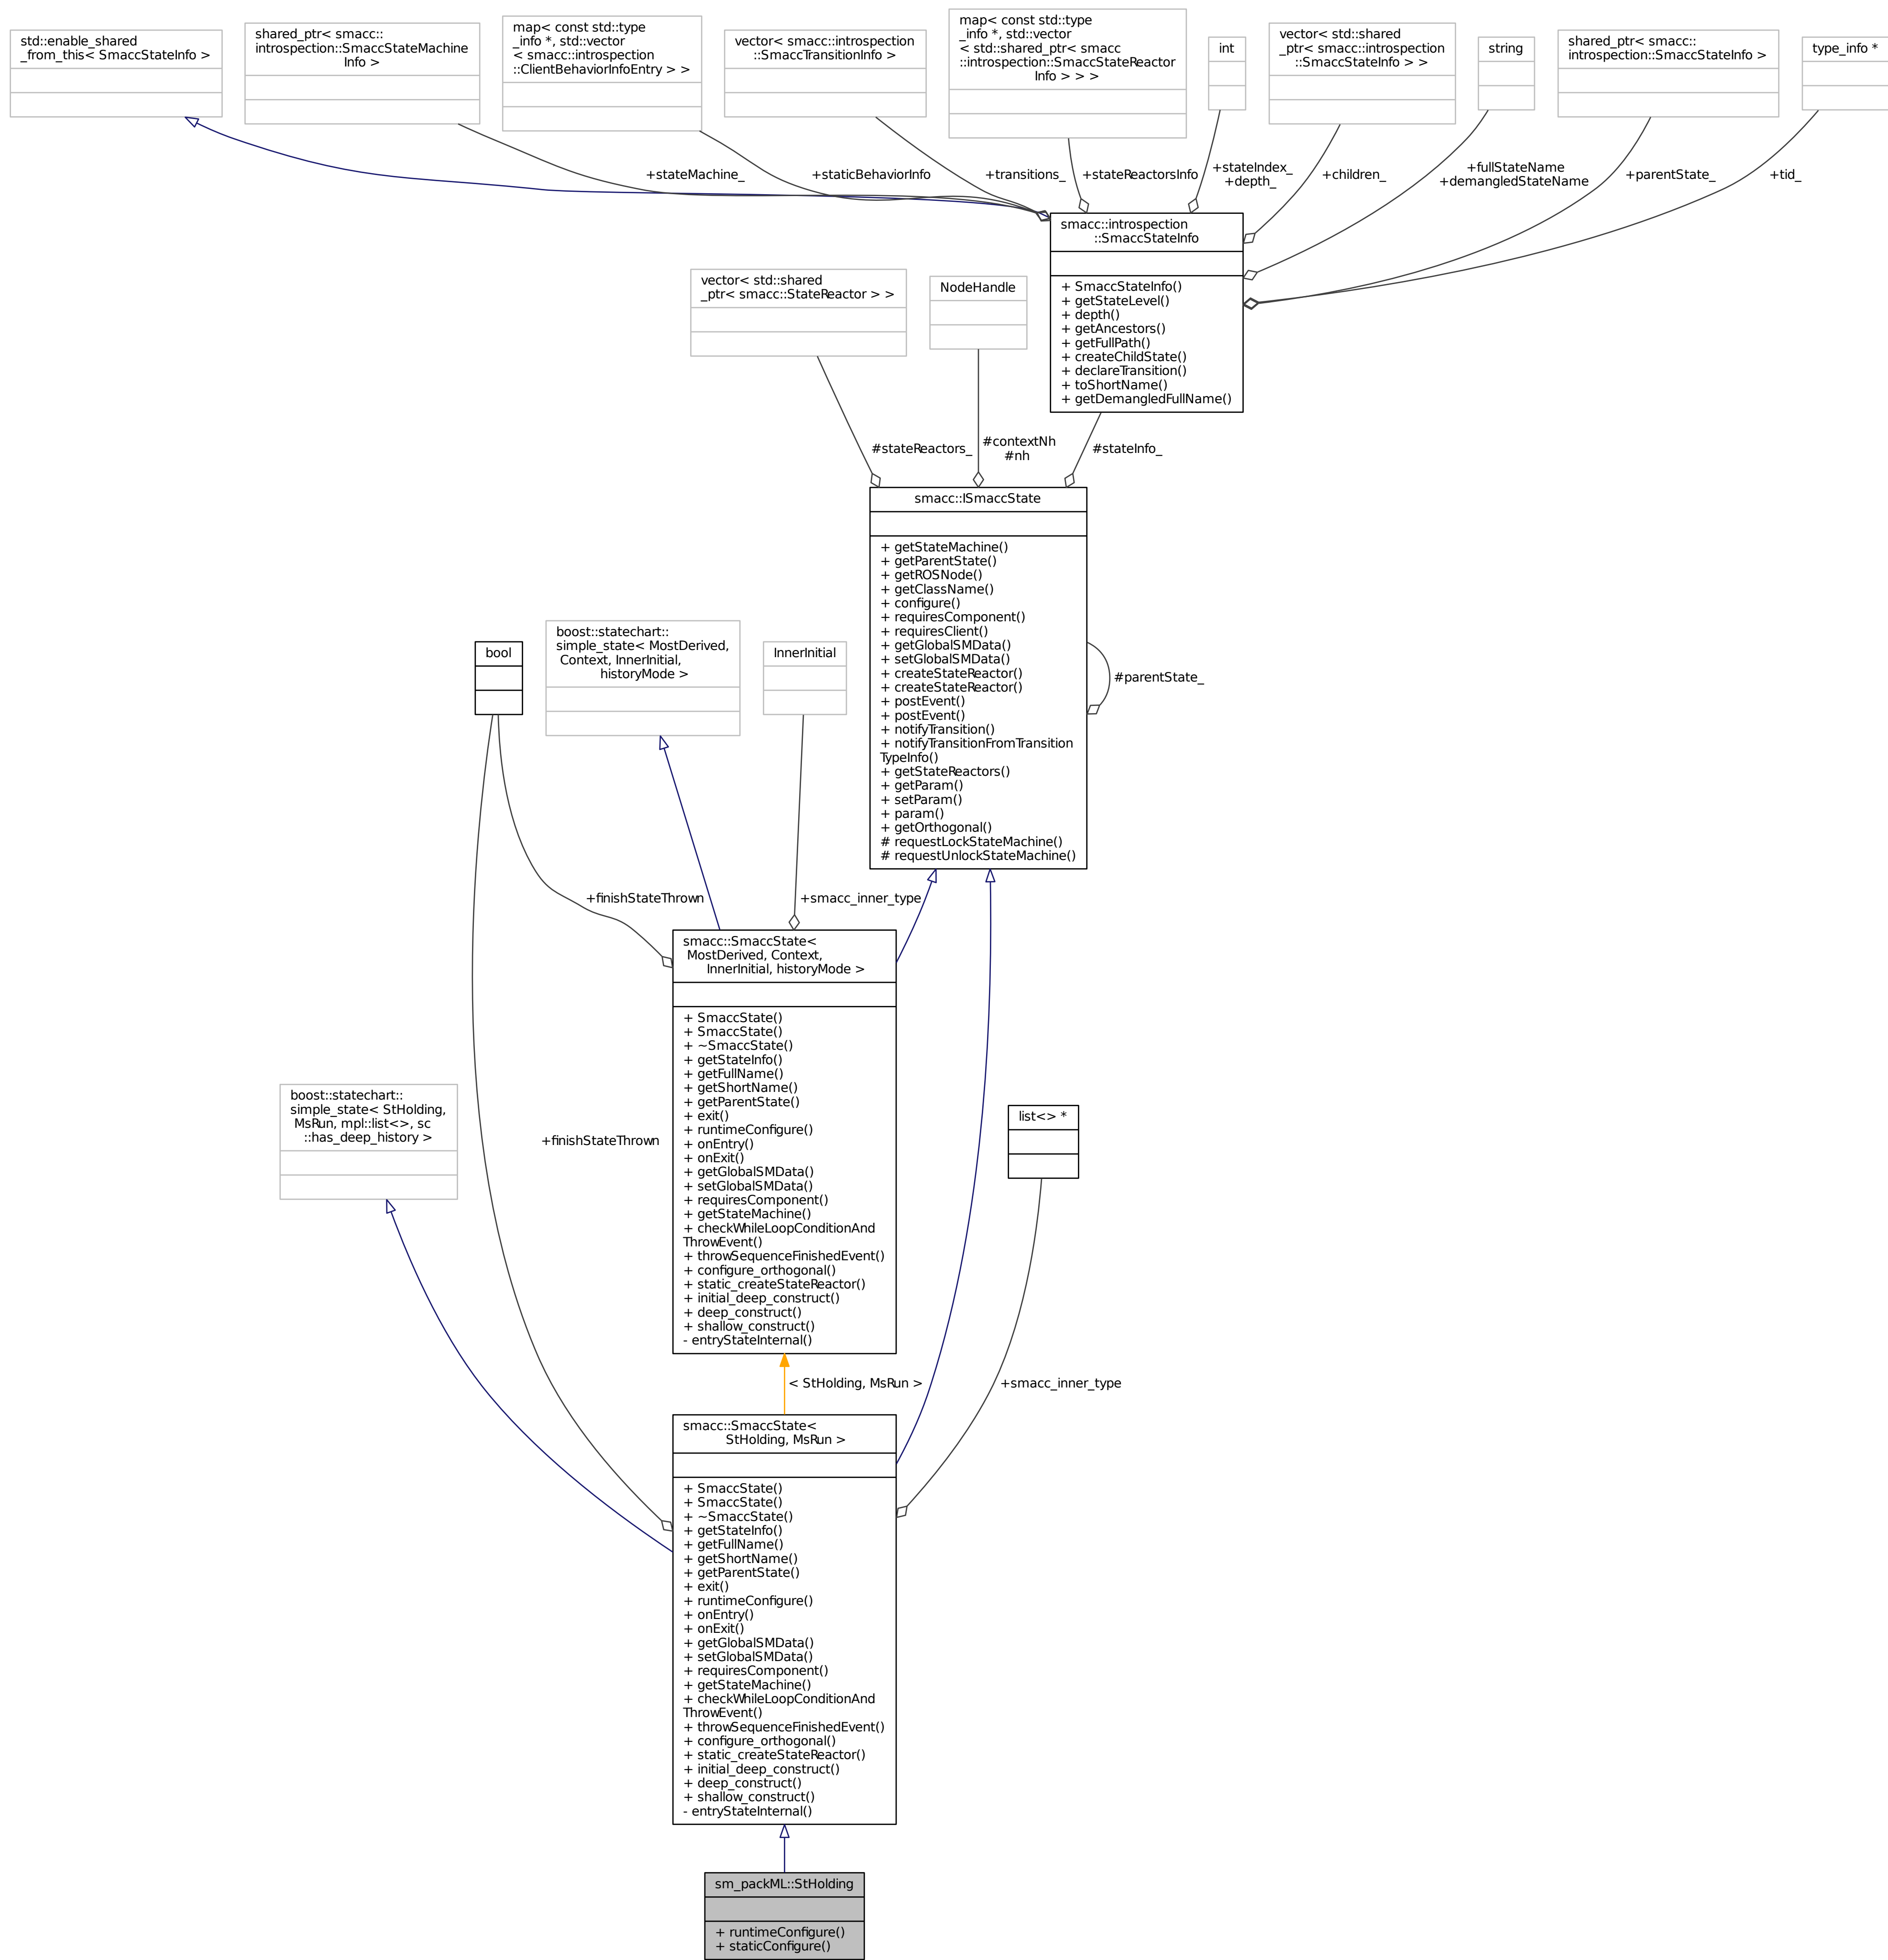 std::enable_shared
_from_this< SmaccStateInfo >
shared_ptr< smacc::
introspection::SmaccStateMachine
Info >
map< const std::type
_info *, std::vector
< smacc::introspection
::ClientBehaviorInfoEntry > >
vector< smacc::introspection
::SmaccTransitionInfo >
map< const std::type
_info *, std::vector
< std::shared_ptr< smacc
::introspection::SmaccStateReactor
Info > > >
int
vector< std::shared
_ptr< smacc::introspection
::SmaccStateInfo > >
string
shared_ptr< smacc::
introspection::SmaccStateInfo >
type_info *
+stateMachine_
+staticBehaviorInfo
+transitions_
+stateReactorsInfo
+stateIndex_
+depth_
+children_
+fullStateName
+demangledStateName
+parentState_
+tid_
smacc::introspection
::SmaccStateInfo
+ SmaccStateInfo()
+ getStateLevel()
+ depth()
+ getAncestors()
+ getFullPath()
+ createChildState()
+ declareTransition()
+ toShortName()
+ getDemangledFullName()
vector< std::shared
_ptr< smacc::StateReactor > >
NodeHandle
#stateReactors_
#contextNh
#nh
#stateInfo_
smacc::ISmaccState
+ getStateMachine()
+ getParentState()
+ getROSNode()
+ getClassName()
+ configure()
+ requiresComponent()
+ requiresClient()
+ getGlobalSMData()
+ setGlobalSMData()
+ createStateReactor()
+ createStateReactor()
+ postEvent()
+ postEvent()
+ notifyTransition()
+ notifyTransitionFromTransition
TypeInfo()
+ getStateReactors()
+ getParam()
+ setParam()
+ param()
+ getOrthogonal()
# requestLockStateMachine()
# requestUnlockStateMachine()
#parentState_
bool
boost::statechart::
simple_state< MostDerived,
Context, InnerInitial,
historyMode >
InnerInitial
+finishStateThrown
+smacc_inner_type
smacc::SmaccState<
MostDerived, Context,
InnerInitial, historyMode >
+ SmaccState()
+ SmaccState()
+ ~SmaccState()
+ getStateInfo()
+ getFullName()
+ getShortName()
+ getParentState()
+ exit()
+ runtimeConfigure()
+ onEntry()
+ onExit()
+ getGlobalSMData()
+ setGlobalSMData()
+ requiresComponent()
+ getStateMachine()
+ checkWhileLoopConditionAnd
ThrowEvent()
+ throwSequenceFinishedEvent()
+ configure_orthogonal()
+ static_createStateReactor()
+ initial_deep_construct()
+ deep_construct()
+ shallow_construct()
- entryStateInternal()
boost::statechart::
simple_state< StHolding,
MsRun, mpl::list<>, sc
::has_deep_history >
+finishStateThrown
list<> *
< StHolding, MsRun >
+smacc_inner_type
smacc::SmaccState<
StHolding, MsRun >
+ SmaccState()
+ SmaccState()
+ ~SmaccState()
+ getStateInfo()
+ getFullName()
+ getShortName()
+ getParentState()
+ exit()
+ runtimeConfigure()
+ onEntry()
+ onExit()
+ getGlobalSMData()
+ setGlobalSMData()
+ requiresComponent()
+ getStateMachine()
+ checkWhileLoopConditionAnd
ThrowEvent()
+ throwSequenceFinishedEvent()
+ configure_orthogonal()
+ static_createStateReactor()
+ initial_deep_construct()
+ deep_construct()
+ shallow_construct()
- entryStateInternal()
sm_packML::StHolding
+ runtimeConfigure()
+ staticConfigure()